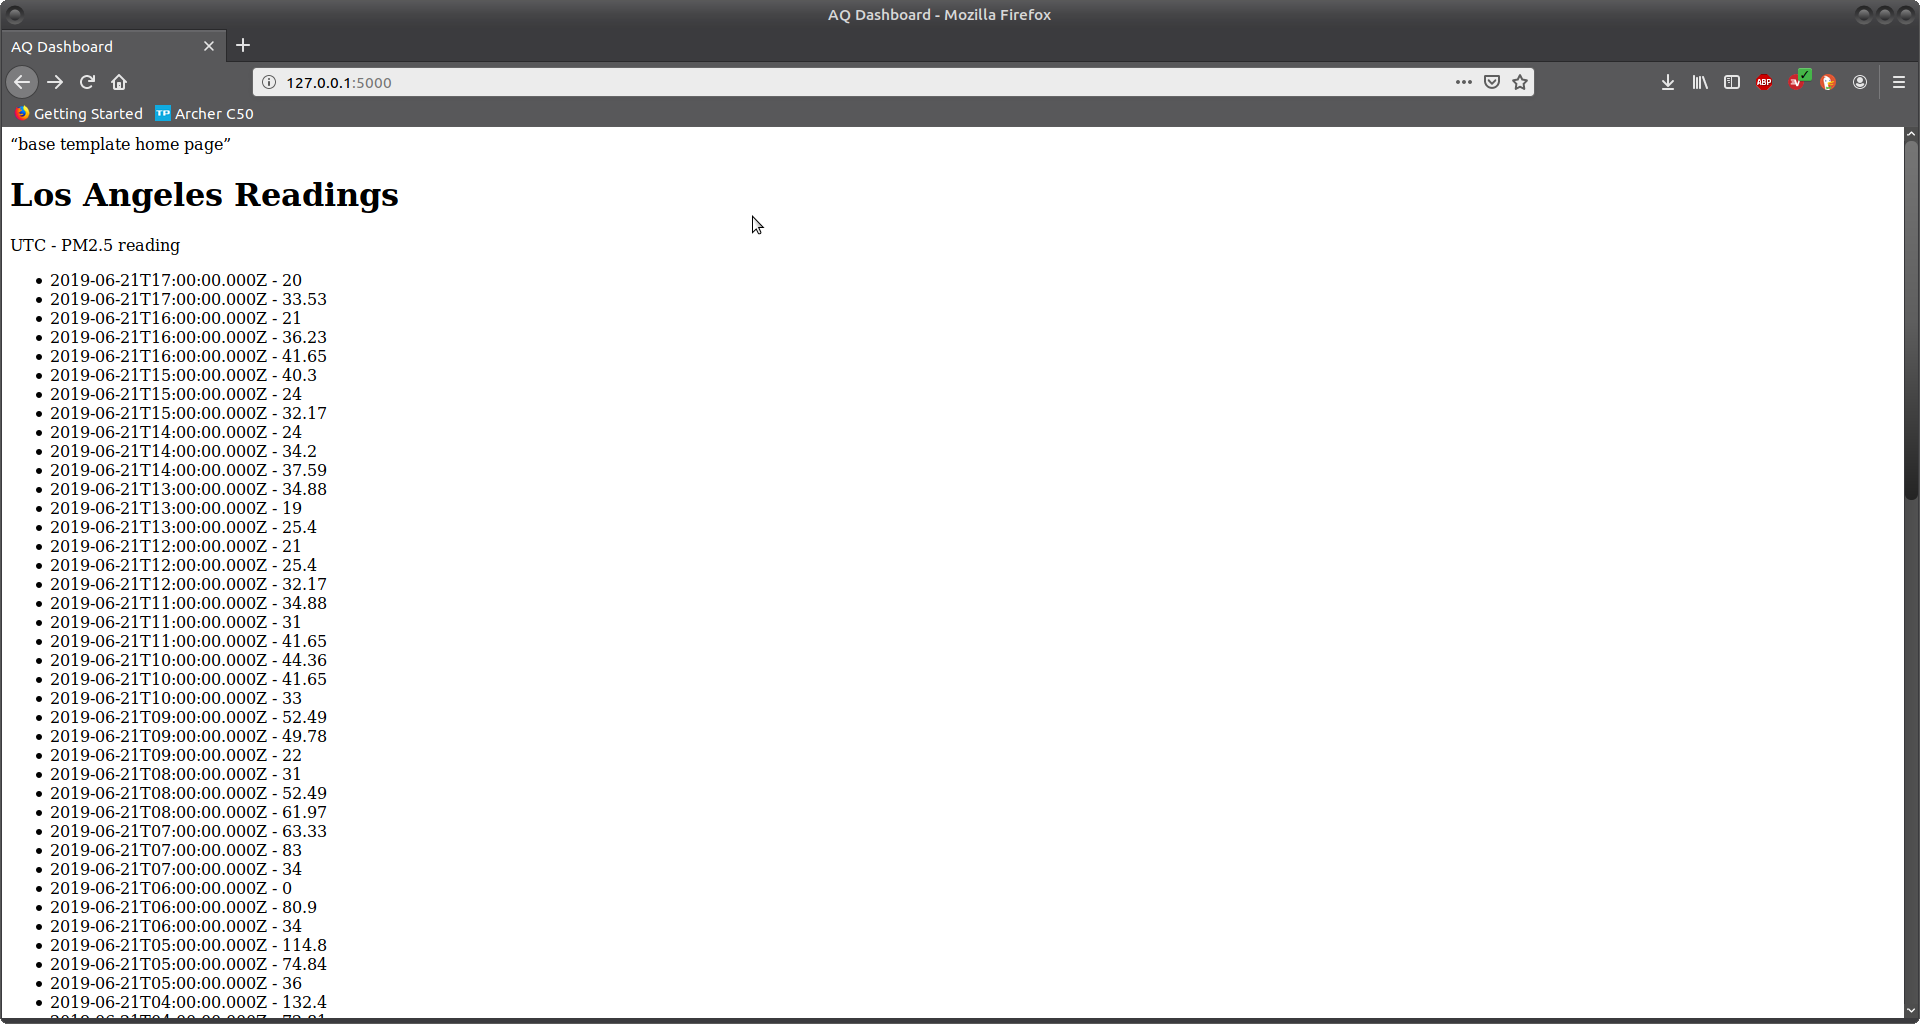 AQ Dashboard - Mozilla Firefox
AQ Dashboard
127.0.0.1:5000
ABP
Getting Started
TP
Archer C50
“base template home page”
Los Angeles Readings
UTC - PM2.5 reading
2019-06-21T17:00:00.000Z - 20
2019-06-21T17:00:00.000Z - 33.53
2019-06-21T16:00:00.000Z - 21
2019-06-21T16:00:00.000Z - 36.23
2019-06-21T16:00:00.000Z - 41.65
2019-06-21T15:00:00.000Z - 40.3
2019-06-21T15:00:00.000Z - 24
2019-06-21T15:00:00.000Z - 32.17
2019-06-21T14:00:00.000Z - 24
2019-06-21T14:00:00.000Z - 34.2
2019-06-21T14:00:00.000Z - 37.59
2019-06-21T13:00:00.000Z - 34.88
2019-06-21T13:00:00.000Z - 19
2019-06-21T13:00:00.000Z - 25.4
2019-06-21T12:00:00.000Z - 21
2019-06-21T12:00:00.000Z - 25.4
2019-06-21T12:00:00.000Z - 32.17
2019-06-21T11:00:00.000Z - 34.88
2019-06-21T11:00:00.000Z - 31
2019-06-21T11:00:00.000Z - 41.65
2019-06-21T10:00:00.000Z - 44.36
2019-06-21T10:00:00.000Z - 41.65
2019-06-21T10:00:00.000Z - 33
2019-06-21T09:00:00.000Z - 52.49
2019-06-21T09:00:00.000Z - 49.78
2019-06-21T09:00:00.000Z - 22
2019-06-21T08:00:00.000Z - 31
2019-06-21T08:00:00.000Z - 52.49
2019-06-21T08:00:00.000Z - 61.97
2019-06-21T07:00:00.000Z - 63.33
2019-06-21T07:00:00.000Z - 83
2019-06-21T07:00:00.000Z - 34
2019-06-21T06:00:00.000Z - 0
2019-06-21T06:00:00.000Z - 80.9
2019-06-21T06:00:00.000Z - 34
2019-06-21T05:00:00.000Z - 114.8
2019-06-21T05:00:00.000Z - 74.84
2019-06-21T05:00:00.000Z - 36
2019-06-21T04:00:00.000Z - 132.4